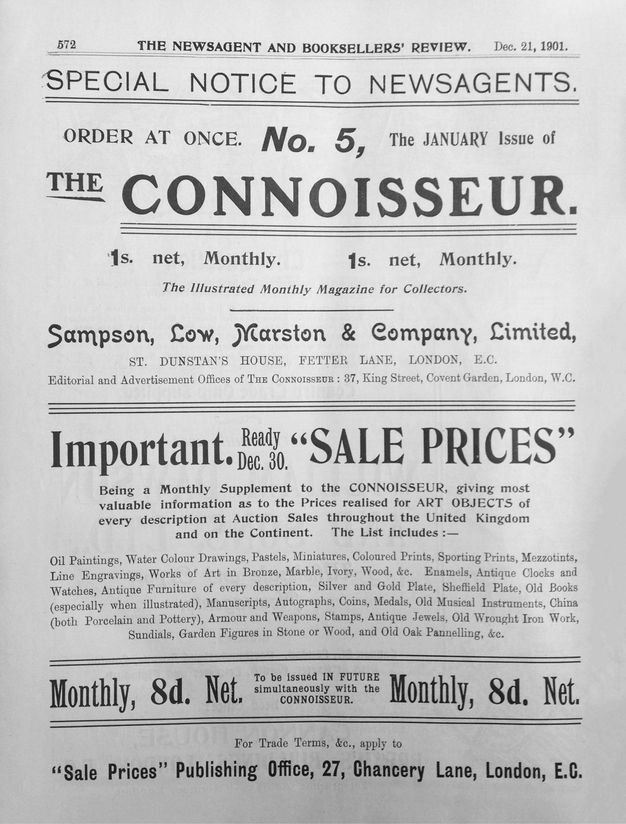 572 THE NEWSAGENT AND BOOKSELLERS' REVIEW. Dec. 21, 1901.
SPECIAL NOTICE TO NEWSAGENTS.
ORDER AT ONCE. No. 5, The JANUARY Issue of
THE CONNOISSEUR.
1s. net, Monthly. 1s. net, Monthly.
The Illustrated Monthly Magazine for Collectors.
Sampson, Low, Marston & Company, Limited,
ST. DUNSTAN'S HOUSE, FETTER LANE, LONDON, E.C.
Editorial and Advertisement Offices of THE CONNOISSEUR: 37, King Street, Covent Garden, London, W.C.
Important. Ready Dec. 30. "SALE PRICES"
Being a Monthly Supplement to the CONNOISSEUR, giving most
valuable information as to the Prices realised for ART OBJECTS of
every description at Auction Sales throughout the United Kingdom
and on the Continent. The List includes:—
Oil Paintings, Water Colour Drawings, Pastels, Miniatures, Coloured Prints, Sporting Prints, Mezzotints,
Line Engravings, Works of Art in Bronze, Marble, Ivory, Wood, &c. Enamels, Antique Clocks and
Watches, Antique Furniture of every description, Silver and Gold Plate, Sheffield Plate, Old Books
(especially when illustrated), Manuscripts, Autographs, Coins, Medals, Old Musical Instruments, China
(both Porcelain and Pottery), Armour and Weapons, Stamps, Antique Jewels, Old Wrought Iron Work,
Sundials, Garden Figures in Stone or Wood, and Old Oak Pannelling, &c.
Monthly, 8d. Net. To be issued IN FUTURE simultaneously with the CONNOISSEUR. Monthly, 8d. Net.
For Trade Terms, &c., apply to
"Sale Prices" Publishing Office, 27, Chancery Lane, London, E.C.